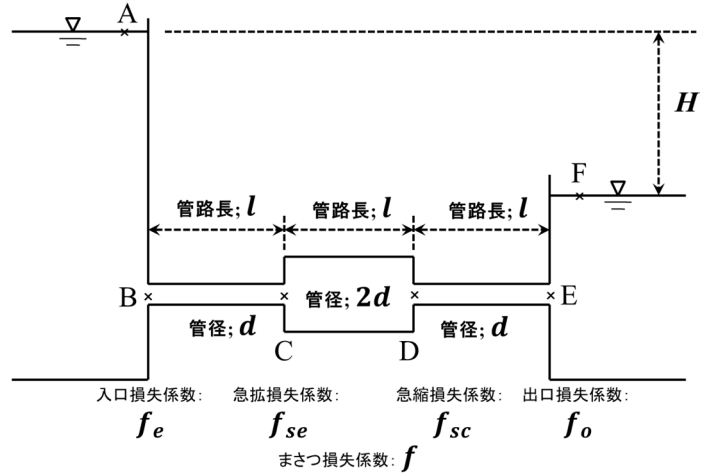 A
H
F
管路長; l 管路長; l 管路長; l
B 管径; 2d E
管径; d 管径; d
C D
入口損失係数: 急拡損失係数: 急縮損失係数: 出口損失係数:
f_e f_se f_sc f_o
まさつ損失係数: f